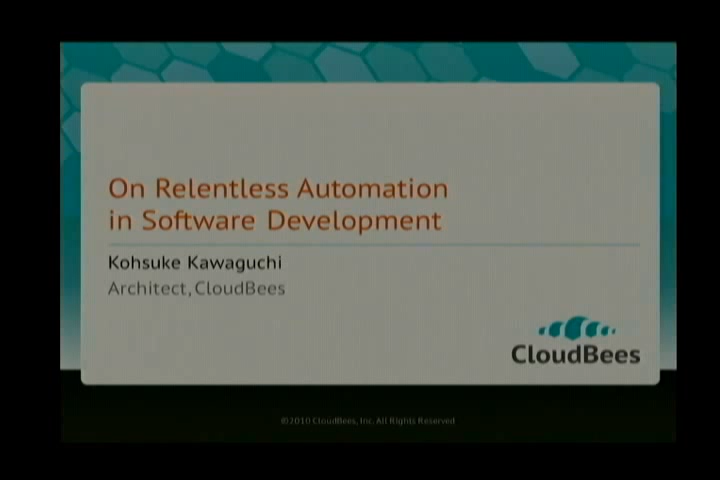 On Relentless Automation
in Software Development
Kohsuke Kawaguchi
Architect, CloudBees
CloudBees
©2010 CloudBees, Inc. All Rights Reserved